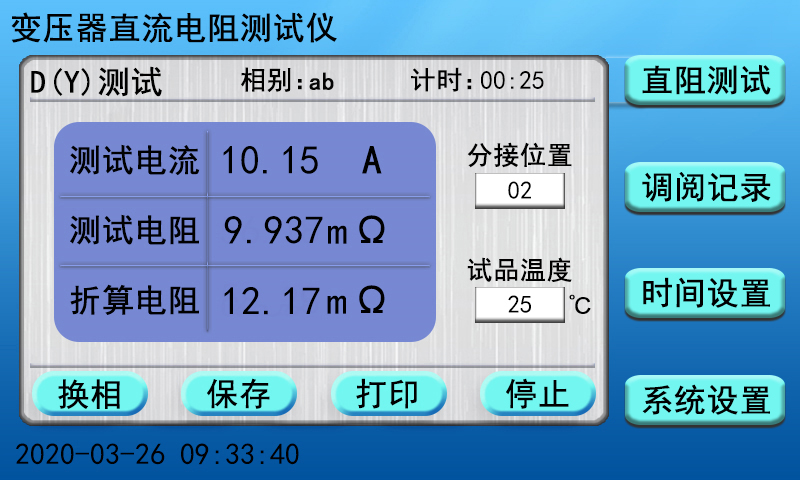 变压器直流电阻测试仪
D(Y)测试 相别:ab 计时:00:25
测试电流 10.15 A
测试电阻 9.937mΩ
折算电阻 12.17mΩ
分接位置
02
试品温度
25 ℃
换相 保存 打印 停止
直阻测试
调阅记录
时间设置
系统设置
2020-03-26 09:33:40